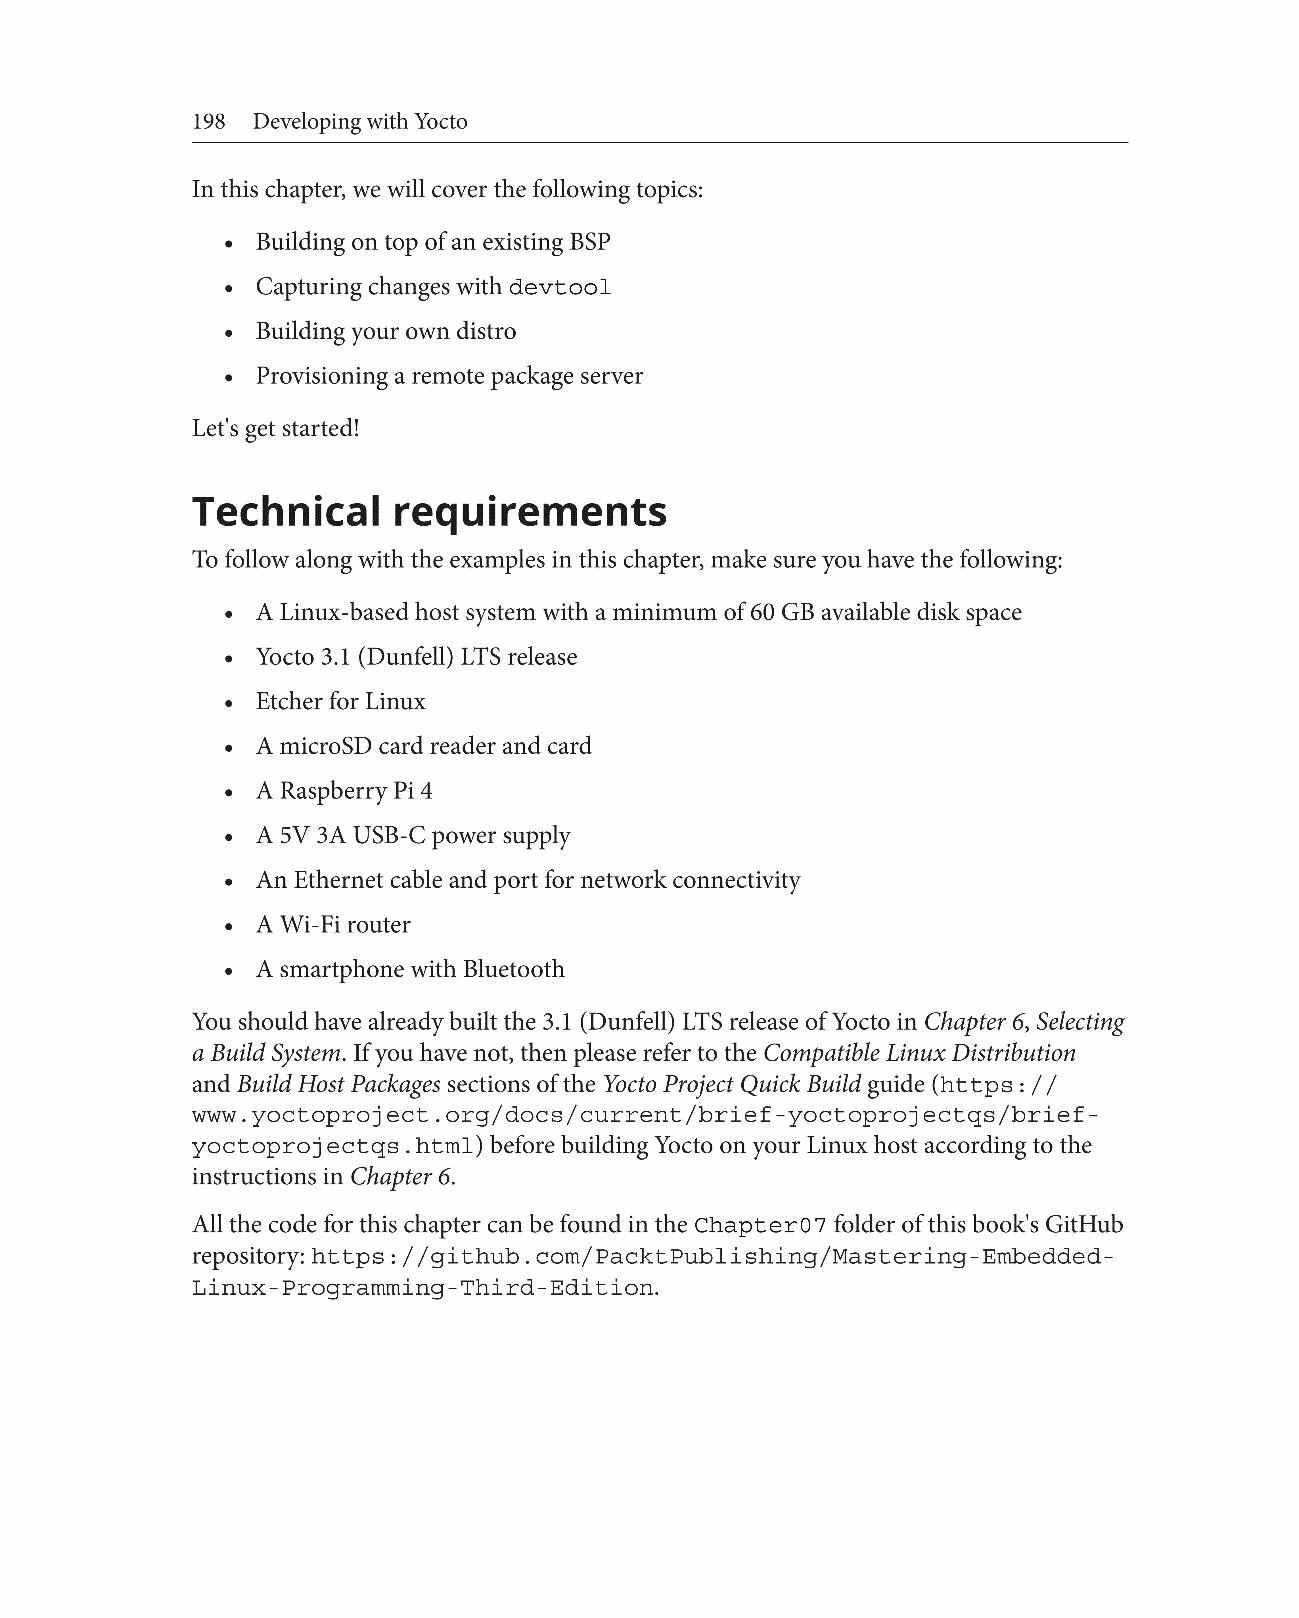 198 Developing with Yocto
In this chapter, we will cover the following topics:
• Building on top of an existing BSP
• Capturing changes with devtool
• Building your own distro
• Provisioning a remote package server
Let's get started!
Technical requirements
To follow along with the examples in this chapter, make sure you have the following:
• A Linux-based host system with a minimum of 60 GB available disk space
• Yocto 3.1 (Dunfell) LTS release
• Etcher for Linux
• A microSD card reader and card
• A Raspberry Pi 4
• A 5V 3A USB-C power supply
• An Ethernet cable and port for network connectivity
• A Wi-Fi router
• A smartphone with Bluetooth
You should have already built the 3.1 (Dunfell) LTS release of Yocto in Chapter 6, Selecting
a Build System. If you have not, then please refer to the Compatible Linux Distribution
and Build Host Packages sections of the Yocto Project Quick Build guide (https://
www.yoctoproject.org/docs/current/brief-yoctoprojectqs/brief-
yoctoprojectqs.html) before building Yocto on your Linux host according to the
instructions in Chapter 6.
All the code for this chapter can be found in the Chapter07 folder of this book's GitHub
repository: https://github.com/PacktPublishing/Mastering-Embedded-
Linux-Programming-Third-Edition.